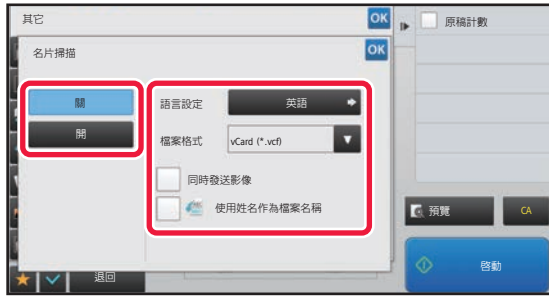 其它
OK
原稿計數
名片掃描
OK
關
開
語言設定
英語
檔案格式
vCard (*.vcf)
同時發送影像
使用姓名作為檔案名稱
預覽
CA
啓動
退回